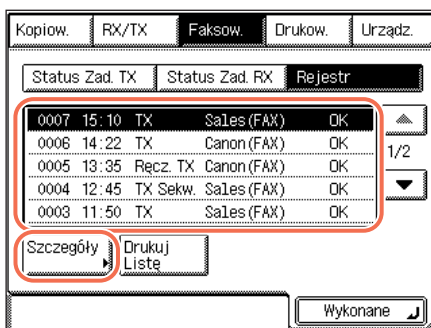 Kopiow. RX/TX Faksow. Drukow. Urządz.
Status Zad. TX Status Zad. RX Rejestr
0007 15:10 TX Sales(FAX) OK
0006 14:22 TX Canon(FAX) OK
0005 13:35 Ręcz. TX Canon(FAX) OK
1/2
0004 12:45 TX Sekw. Sales(FAX) OK
0003 11:50 TX Sales(FAX) OK
Szczegóły Drukuj
Listę
Wykonane